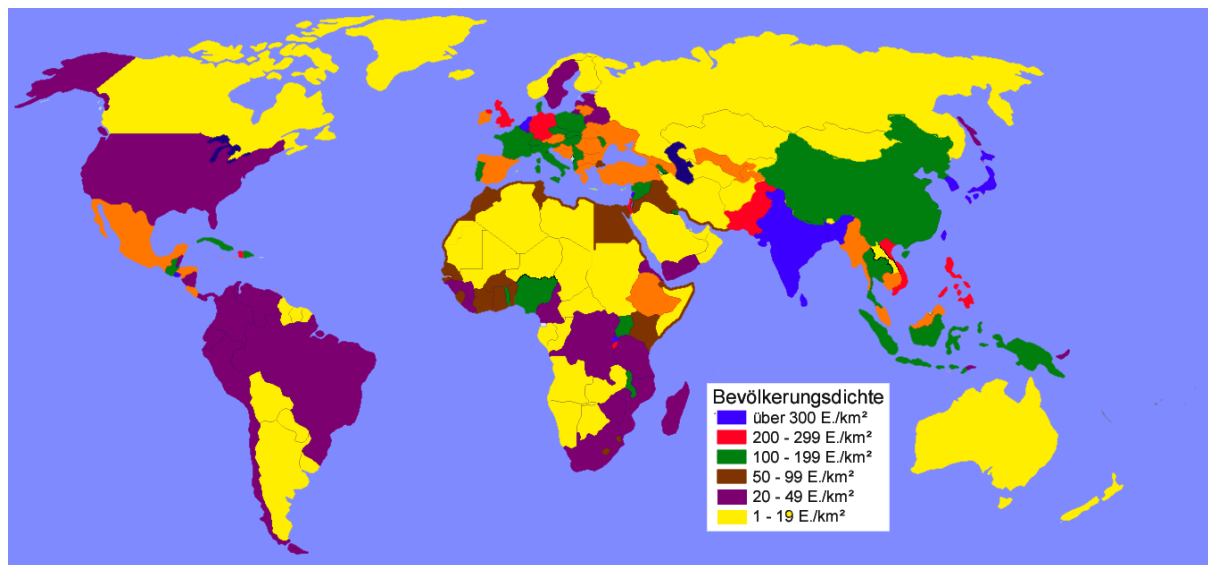 Bevölkerungsdichte
über 300 E./km²
200 - 299 E./km²
100 - 199 E./km²
50 - 99 E./km²
20 - 49 E./km²
1 - 19 E./km²